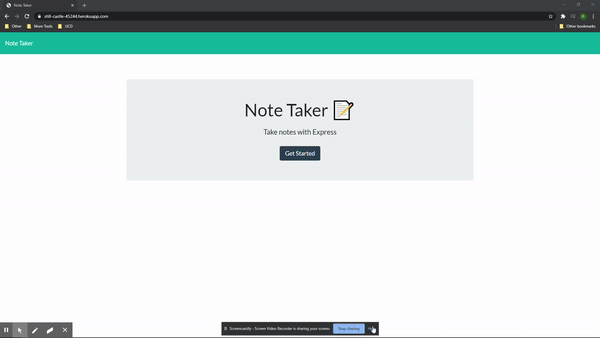 Note Taker
still-castle-45244.herokuapp.com
Other
More Tools
UCD
Other bookmarks
Note Taker
Note Taker
Take notes with Express
Get Started
Screencastify - Screen Video Recorder is sharing your screen.
Stop sharing